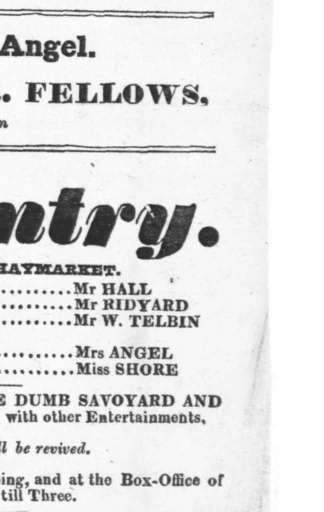 Angel.
. FELLOWS,
n
ntry.
HAYMARKET.
..........Mr HALL
..........Mr RIDYARD
..........Mr W. TELBIN
..........Mrs ANGEL
..........Miss SHORE
E DUMB SAVOYARD AND
with other Entertainments,
ll be revived.
ing, and at the Box-Office of
till Three.